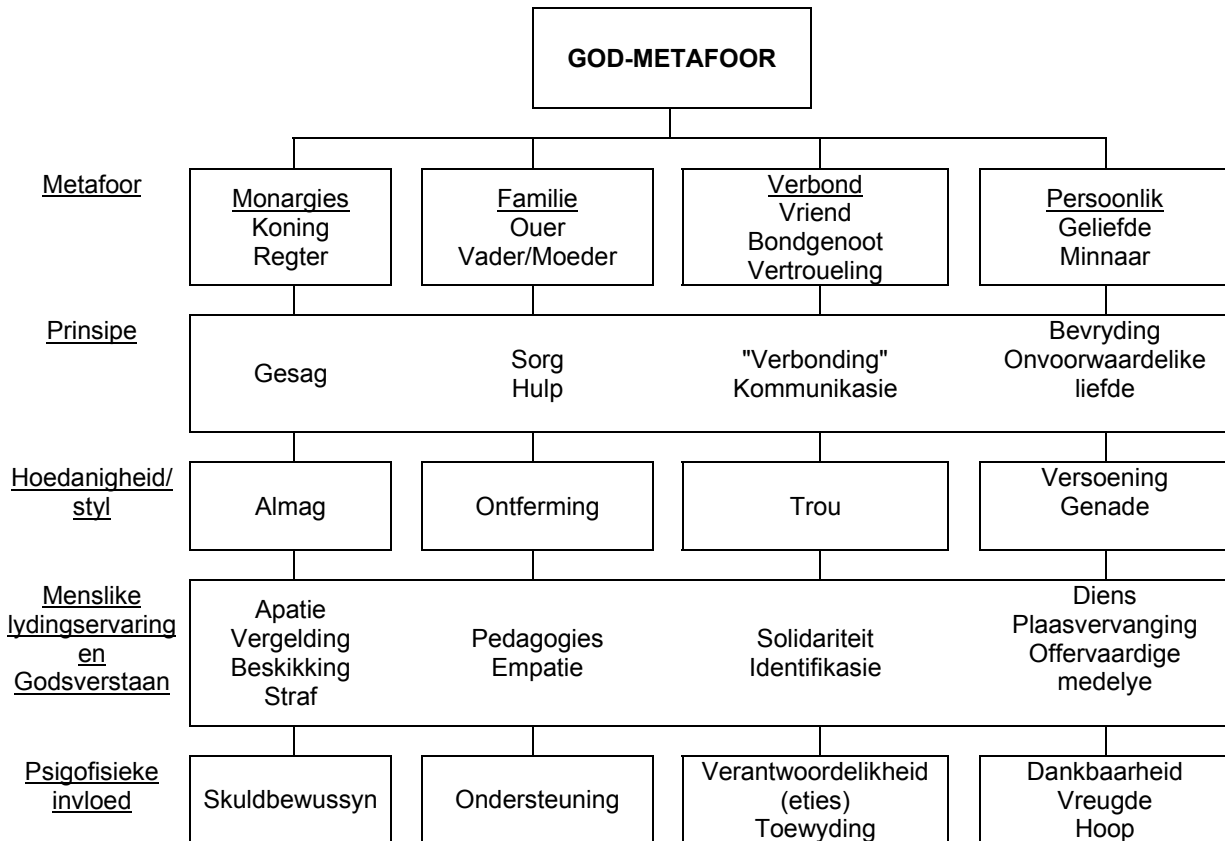 GOD-METAFOOR
Metafoor
Monargies
Koning
Regter
Familie
Ouer
Vader/Moeder
Verbond
Vriend
Bondgenoot
Vertroueling
Persoonlik
Geliefde
Minnaar
Prinsipe
Gesag
Sorg
Hulp
"Verbonding"
Kommunikasie
Bevryding
Onvoorwaardelike
liefde
Hoedanigheid/
styl
Almag
Ontferming
Trou
Versoening
Genade
Menslike
lydingservaring
en
Godsverstaan
Apatie
Vergelding
Beskikking
Straf
Pedagogies
Empatie
Solidariteit
Identifikasie
Diens
Plaasvervanging
Offervaardige
medelye
Psigofisieke
invloed
Skuldbewussyn
Ondersteuning
Verantwoordelikheid
(eties)
Toewyding
Dankbaarheid
Vreugde
Hoop